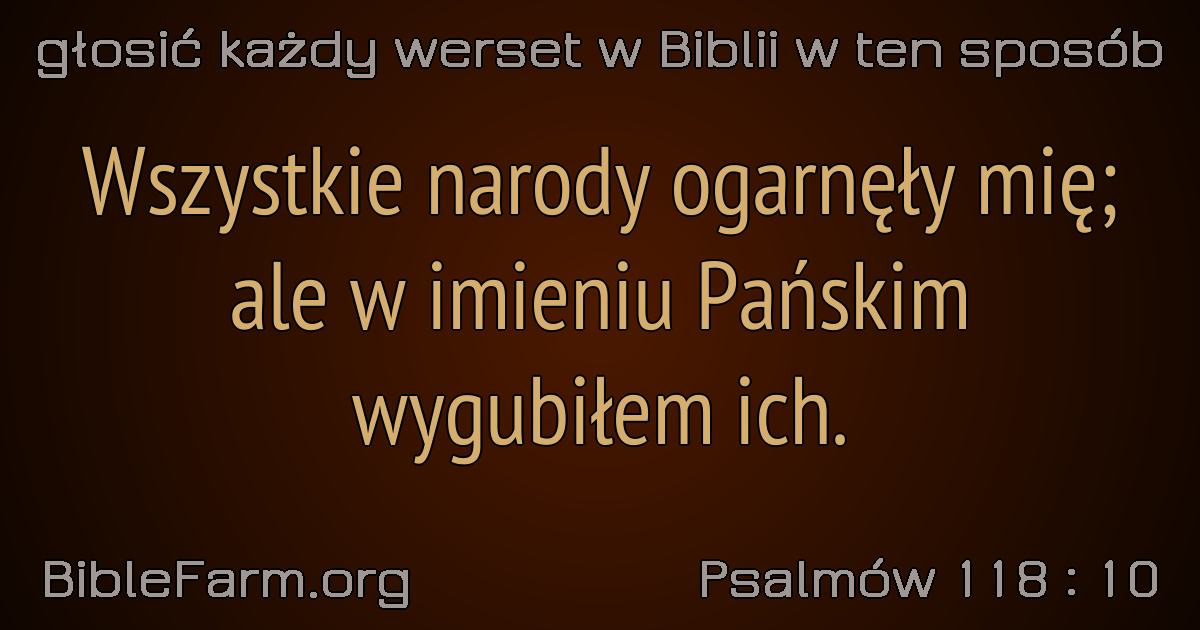 głosić każdy werset w Biblii w ten sposób
Wszystkie narody ogarnęły mię;
ale w imieniu Pańskim
wygubiłem ich.
BibleFarm.org
Psalmów 118 : 10